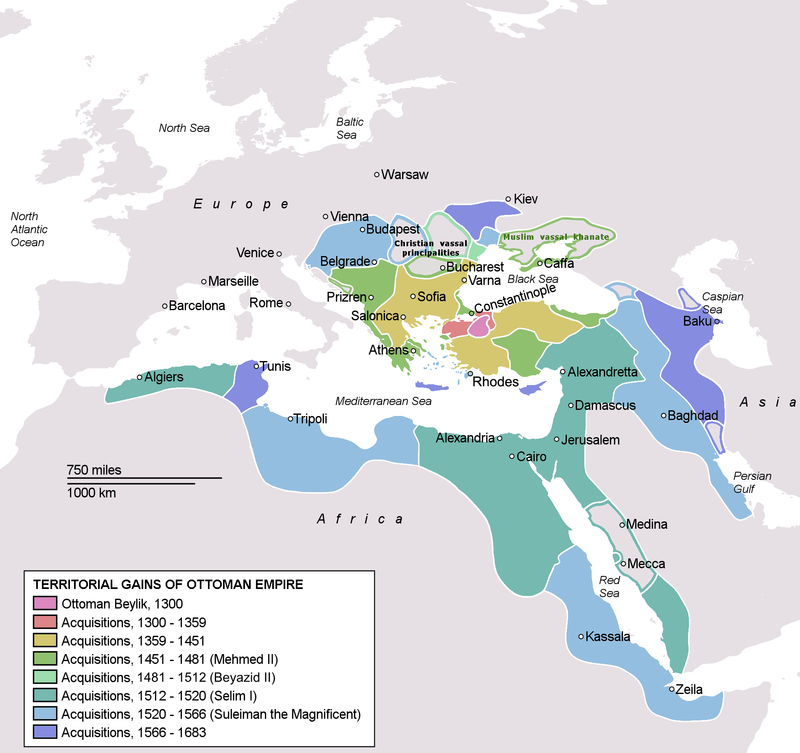 North Sea
Baltic
Sea
Warsaw
Europe
Kiev
North
Atlantic
Ocean
Vienna
Budapest
Muslim vassal khanate
Christian vassal
principalities
Venice
Belgrade
Bucharest
Caffa
Marseille
Varna
Black Sea
Prizren
Sofia
Constantinople
Caspian
Sea
Barcelona
Rome
Salonica
Baku
Athens
Tunis
Algiers
Rhodes
Alexandretta
Mediterranean Sea
Damascus
Asia
Tripoli
Baghdad
Alexandria
Jerusalem
Cairo
750 miles
1000 km
Persian
Gulf
Africa
Medina
Mecca
Red
Sea
Kassala
Zeila
TERRITORIAL GAINS OF OTTOMAN EMPIRE
Ottoman Beylik, 1300
Acquisitions, 1300 - 1359
Acquisitions, 1359 - 1451
Acquisitions, 1451 - 1481 (Mehmed II)
Acquisitions, 1481 - 1512 (Beyazid II)
Acquisitions, 1512 - 1520 (Selim I)
Acquisitions, 1520 - 1566 (Suleiman the Magnificent)
Acquisitions, 1566 - 1683